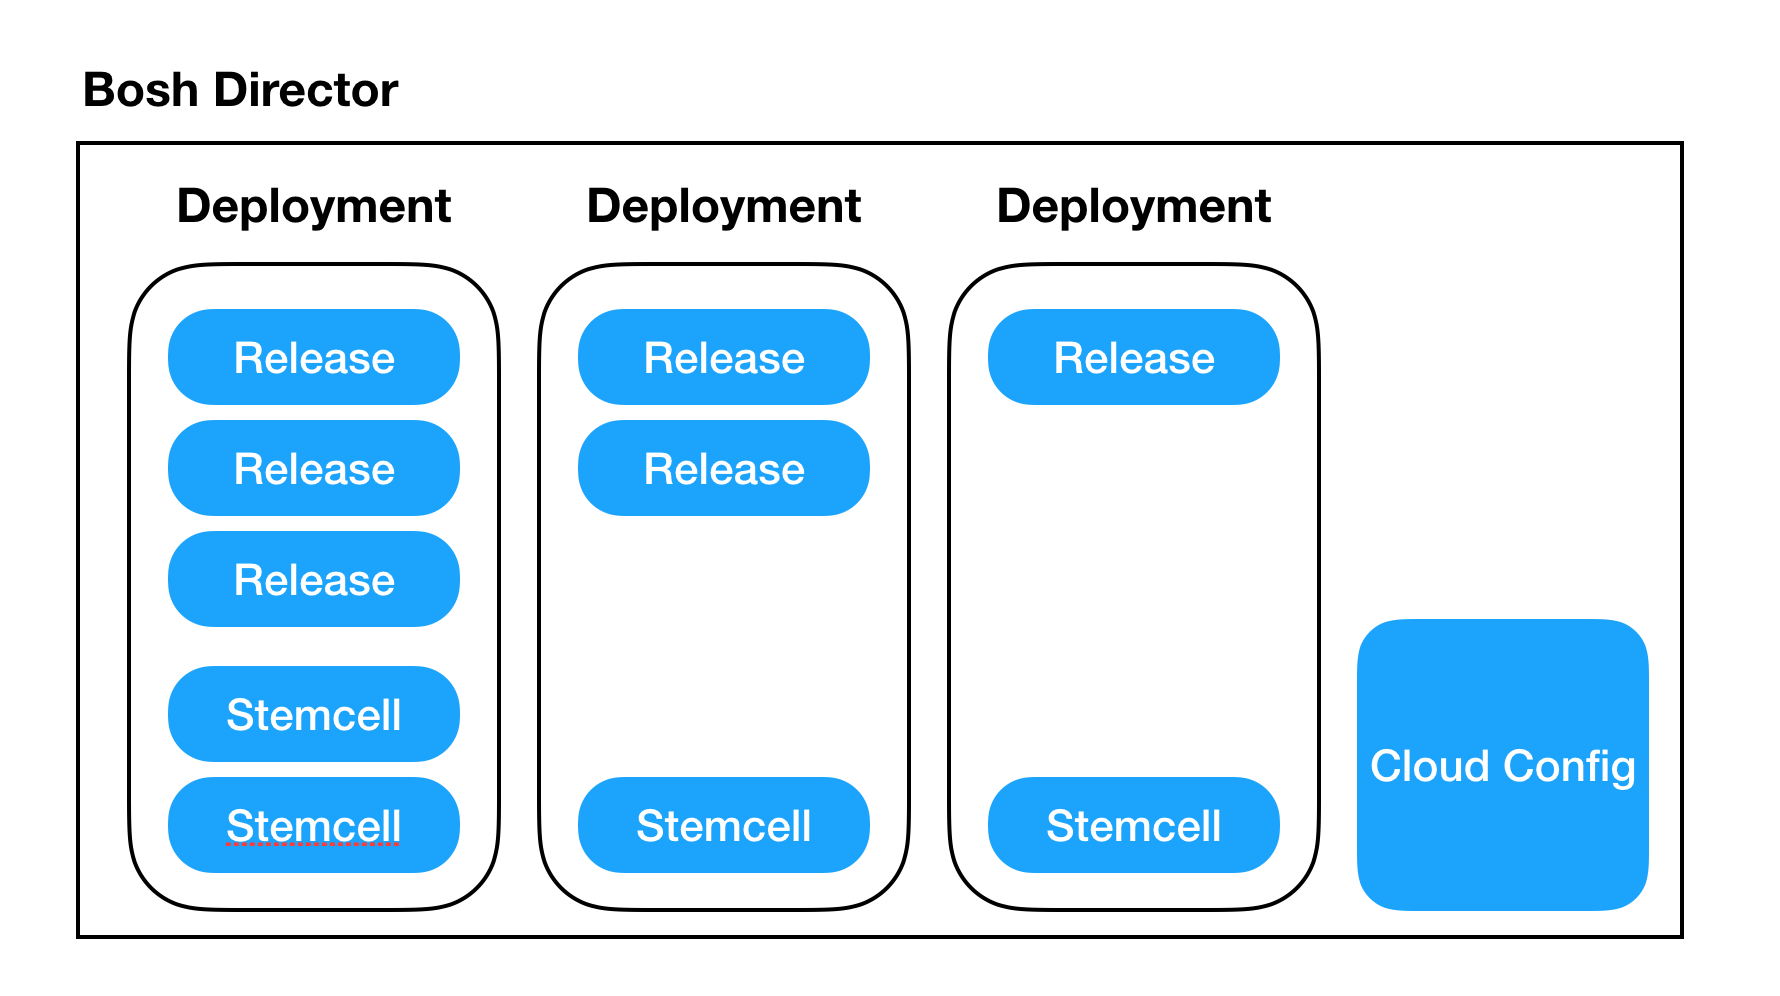 Bosh Director
Deployment
Deployment
Deployment
Release
Release
Release
Release
Release
Release
Stemcell
Stemcell
Stemcell
Stemcell
Cloud Config